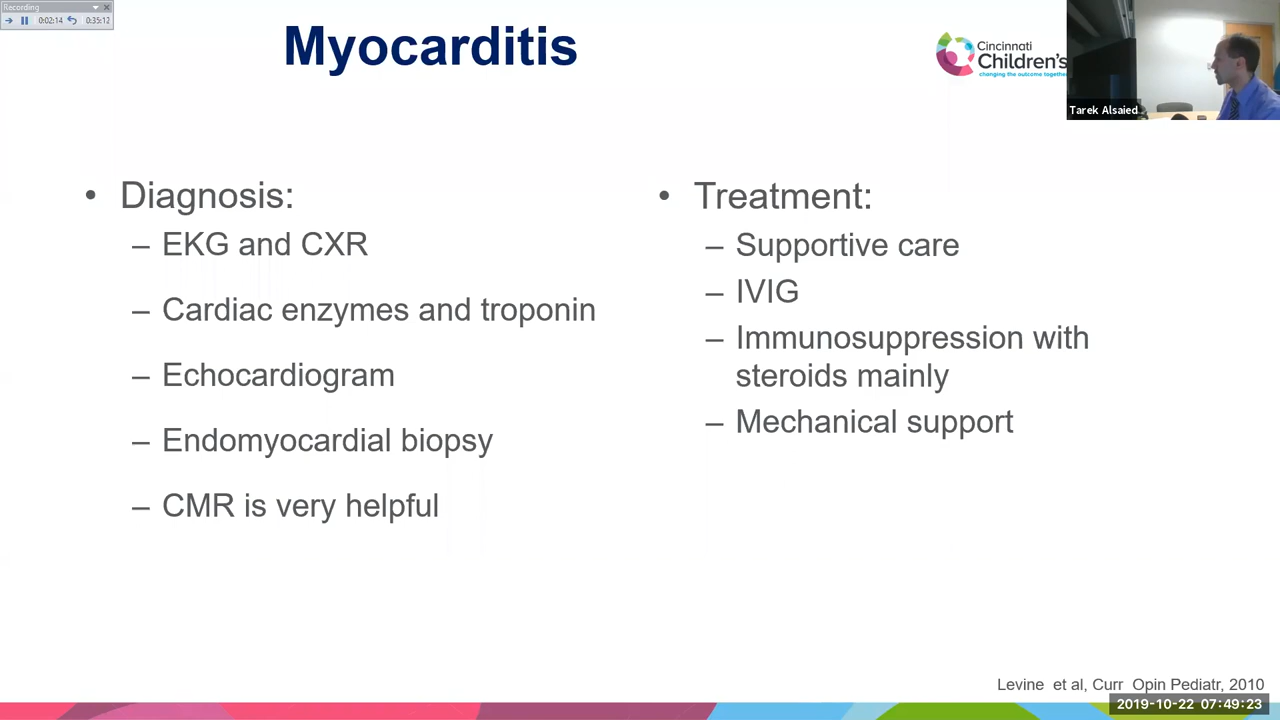 Recording
0:02:14
0:35:12
Myocarditis
Cincinnati
Children's
changing the outcome together
Tarek Alsaied
• Diagnosis:
– EKG and CXR
– Cardiac enzymes and troponin
– Echocardiogram
– Endomyocardial biopsy
– CMR is very helpful
• Treatment:
– Supportive care
– IVIG
– Immunosuppression with
steroids mainly
– Mechanical support
Levine et al, Curr Opin Pediatr, 2010
2019-10-22 07:49:23